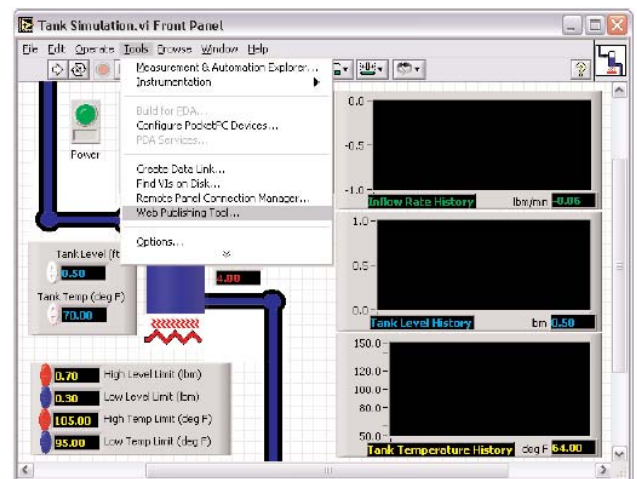 Tank Simulation.vi Front Panel
File Edit Operate Tools Browse Window Help
Measurement & Automation Explorer...
Instrumentation
Build for PDA...
Configure PocketPC Devices...
PDA Services...
Create Data Link...
Find VIs on Disk...
Remote Panel Connection Manager...
Web Publishing Tool...
Options...
Power
Tank Level (ft
0.50
Tank Temp (deg F)
70.00
4.00
0.70 High Level Limit (lbm)
0.30 Low Level Limit (lbm)
105.00 High Temp Limit (deg F)
95.00 Low Temp Limit (deg F)
0.0
-0.5
-1.0
Inflow Rate History lbm/min -0.06
1.0
0.5
0.0
Tank Level History bm 0.50
150.0
120.0
100.0
80.0
50.0
Tank Temperature History deg F 64.00